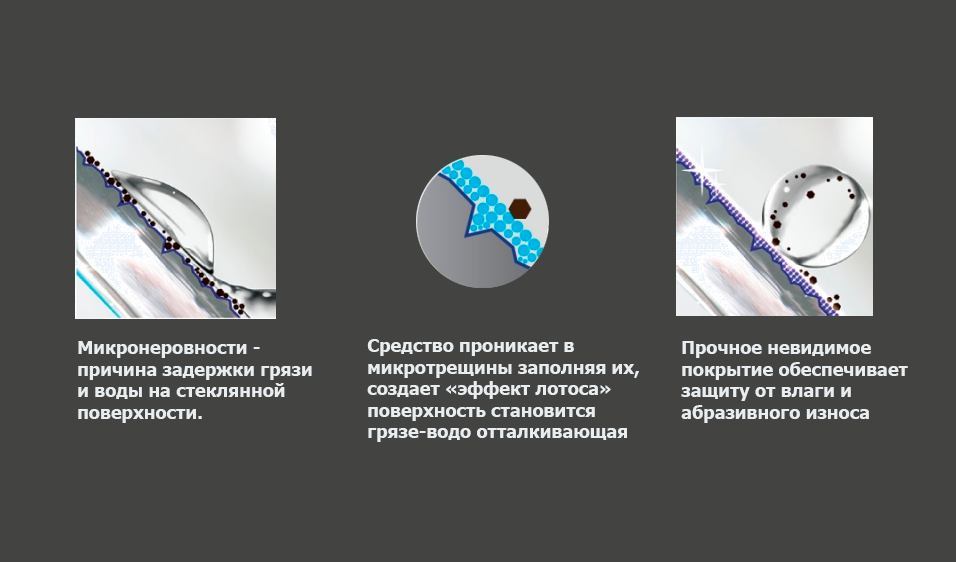 Микронеровности -
причина задержки грязи
и воды на стеклянной
поверхности.
Средство проникает в
микротрещины заполняя их,
создает «эффект лотоса»
поверхность становится
грязе-водо отталкивающая
Прочное невидимое
покрытие обеспечивает
защиту от влаги и
абразивного износа